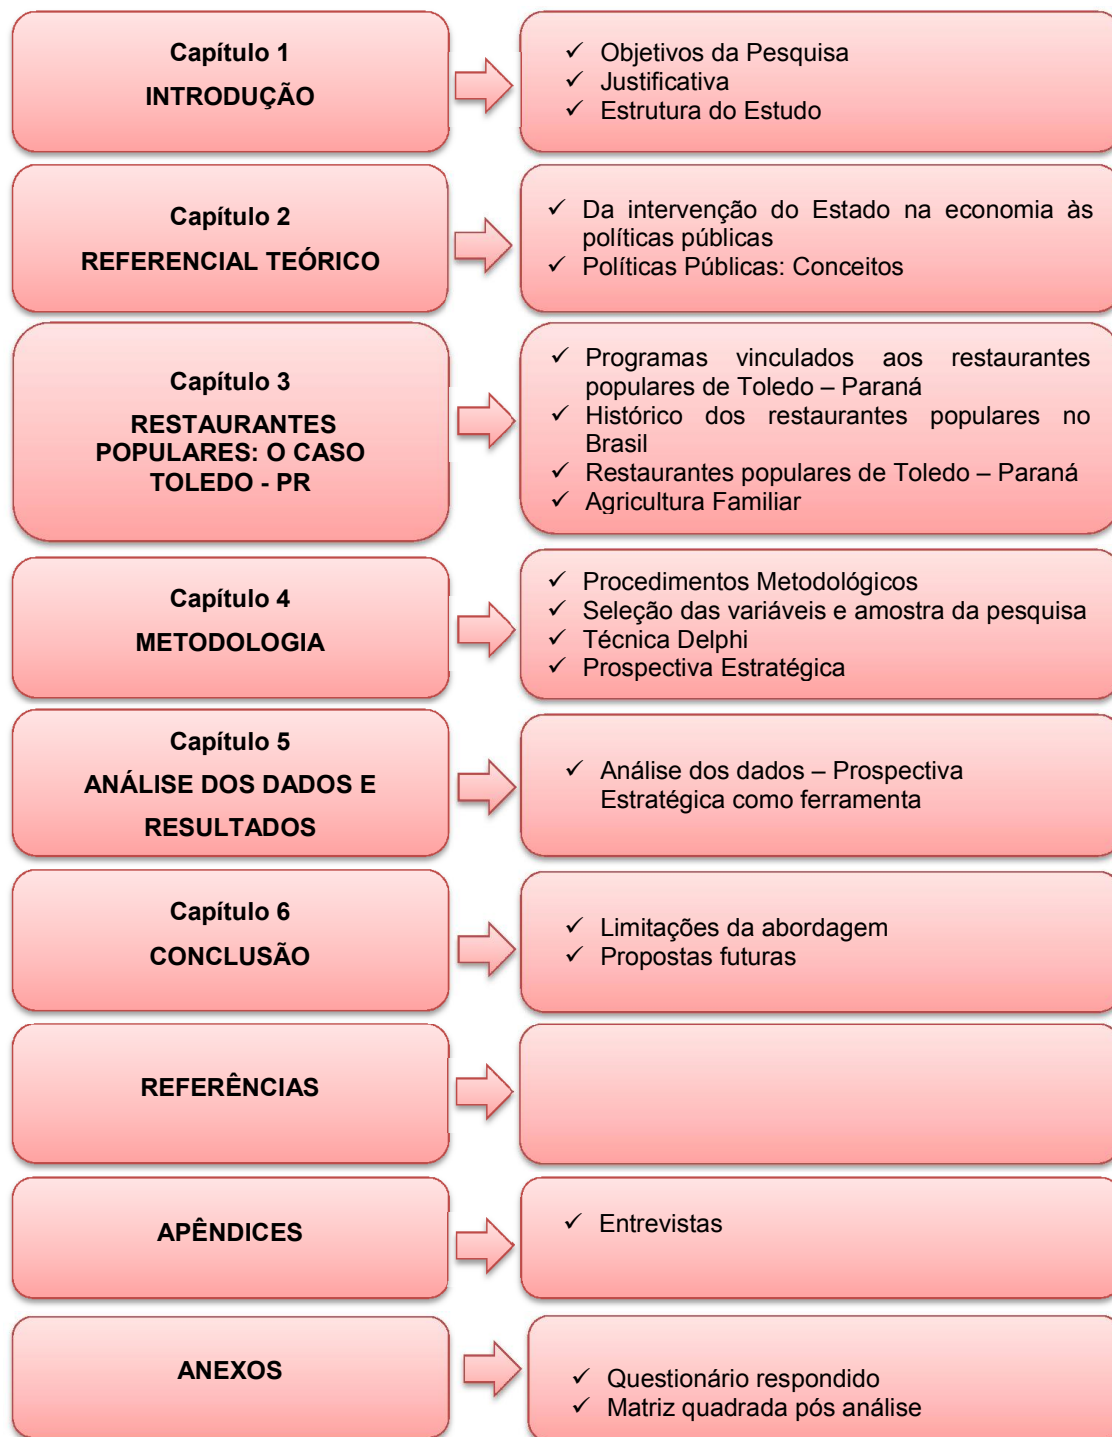 Capítulo 1
INTRODUÇÃO
✓ Objetivos da Pesquisa
✓ Justificativa
✓ Estrutura do Estudo
Capítulo 2
REFERENCIAL TEÓRICO
✓ Da intervenção do Estado na economia às
políticas públicas
✓ Políticas Públicas: Conceitos
Capítulo 3
RESTAURANTES
POPULARES: O CASO
TOLEDO - PR
✓ Programas vinculados aos restaurantes
populares de Toledo – Paraná
✓ Histórico dos restaurantes populares no
Brasil
✓ Restaurantes populares de Toledo – Paraná
✓ Agricultura Familiar
Capítulo 4
METODOLOGIA
✓ Procedimentos Metodológicos
✓ Seleção das variáveis e amostra da pesquisa
✓ Técnica Delphi
✓ Prospectiva Estratégica
Capítulo 5
ANÁLISE DOS DADOS E
RESULTADOS
✓ Análise dos dados – Prospectiva
Estratégica como ferramenta
Capítulo 6
CONCLUSÃO
✓ Limitações da abordagem
✓ Propostas futuras
REFERÊNCIAS
APÊNDICES
✓ Entrevistas
ANEXOS
✓ Questionário respondido
✓ Matriz quadrada pós análise